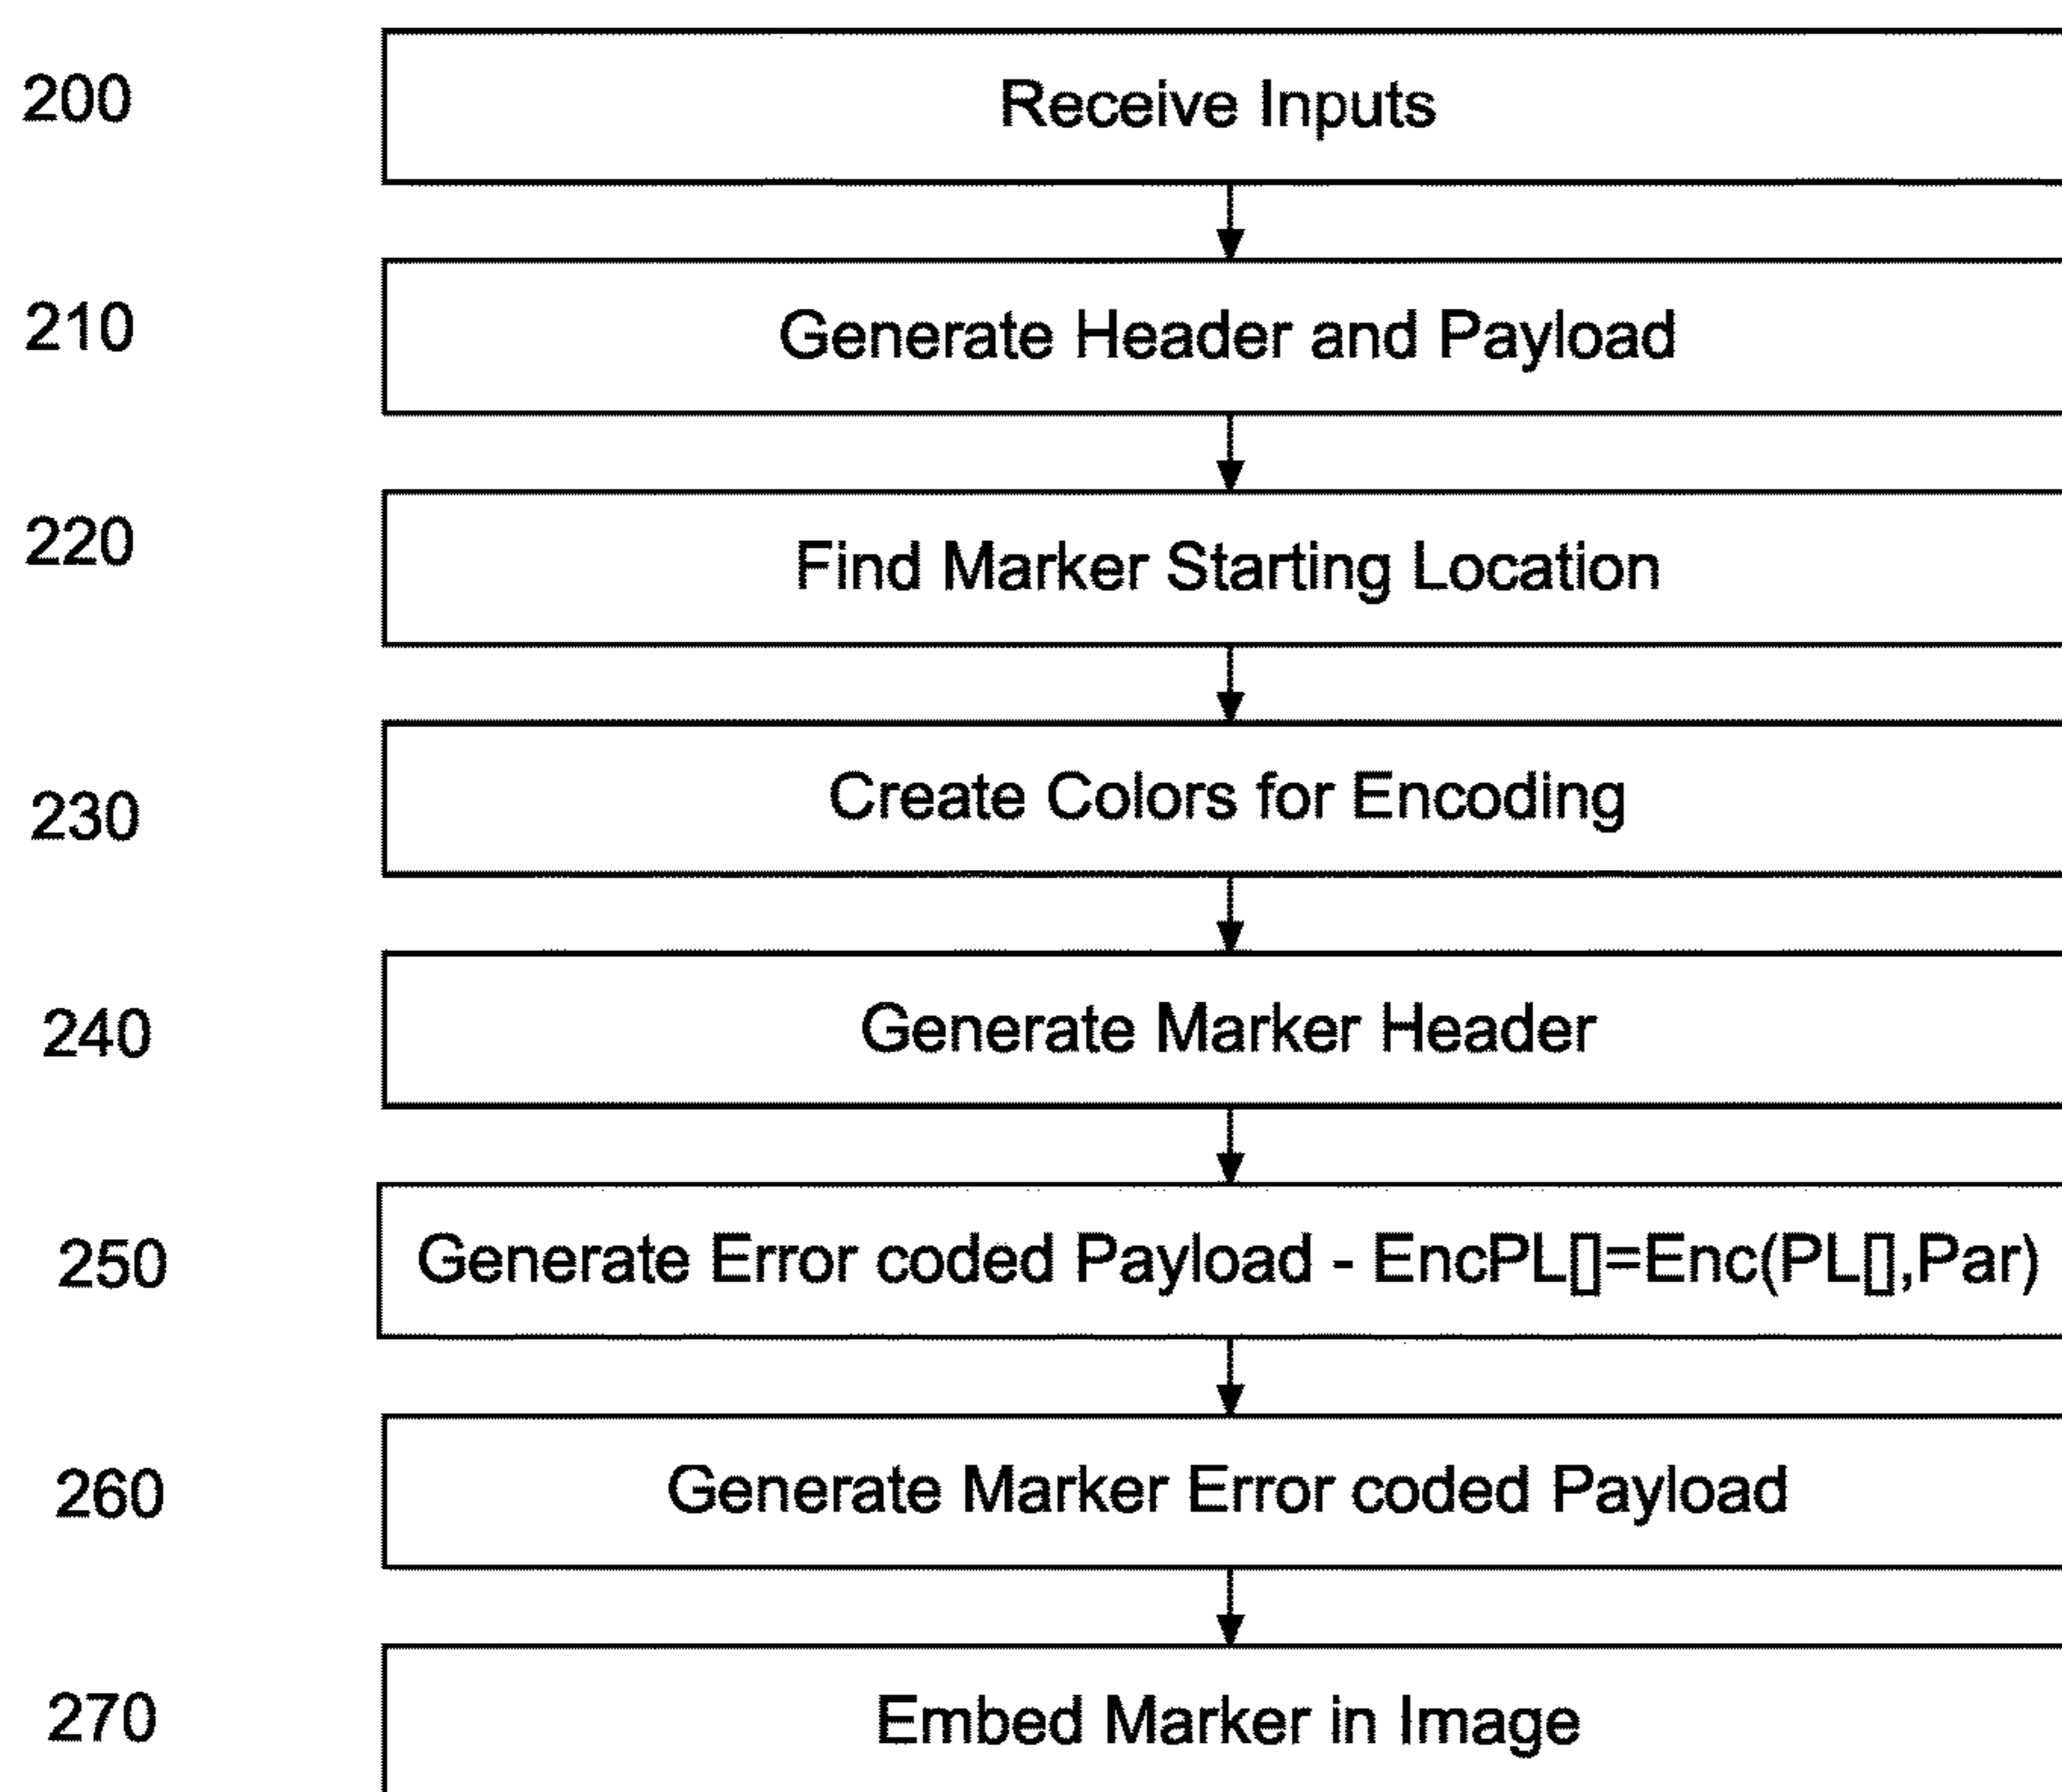 200 Receive Inputs
210 Generate Header and Payload
220 Find Marker Starting Location
230 Create Colors for Encoding
240 Generate Marker Header
250 Generate Error coded Payload - EncPL[]=Enc(PL[],Par)
260 Generate Marker Error coded Payload
270 Embed Marker in Image